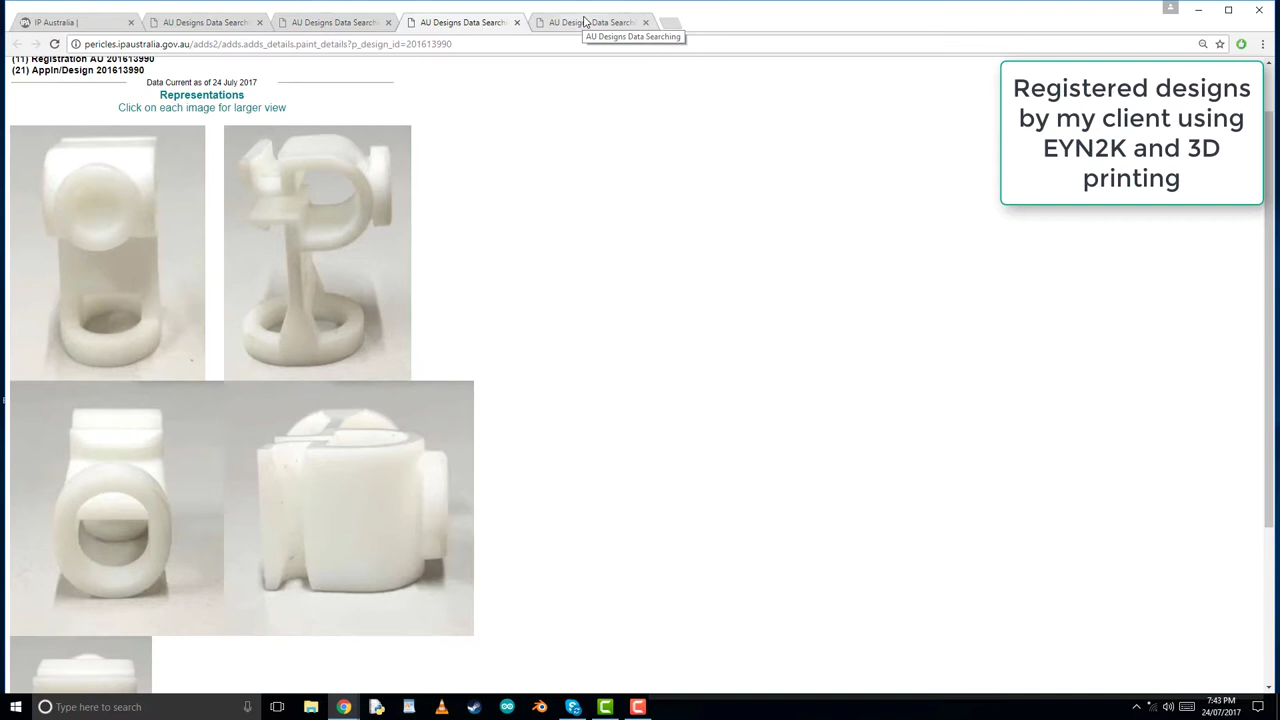 IP Australia |
AU Designs Data Search
AU Designs Data Search
AU Designs Data Search
AU Designs Data Search
AU Designs Data Searching
pericles.ipaustralia.gov.au/adds2/adds.adds_details.paint_details?p_design_id=201613990
(11) Registration AU 201613990
(21) Appln/Design 201613990
Data Current as of 24 July 2017
Representations
Click on each image for larger view
Registered designs
by my client using
EYN2K and 3D
printing
Type here to search
7:43 PM
24/07/2017